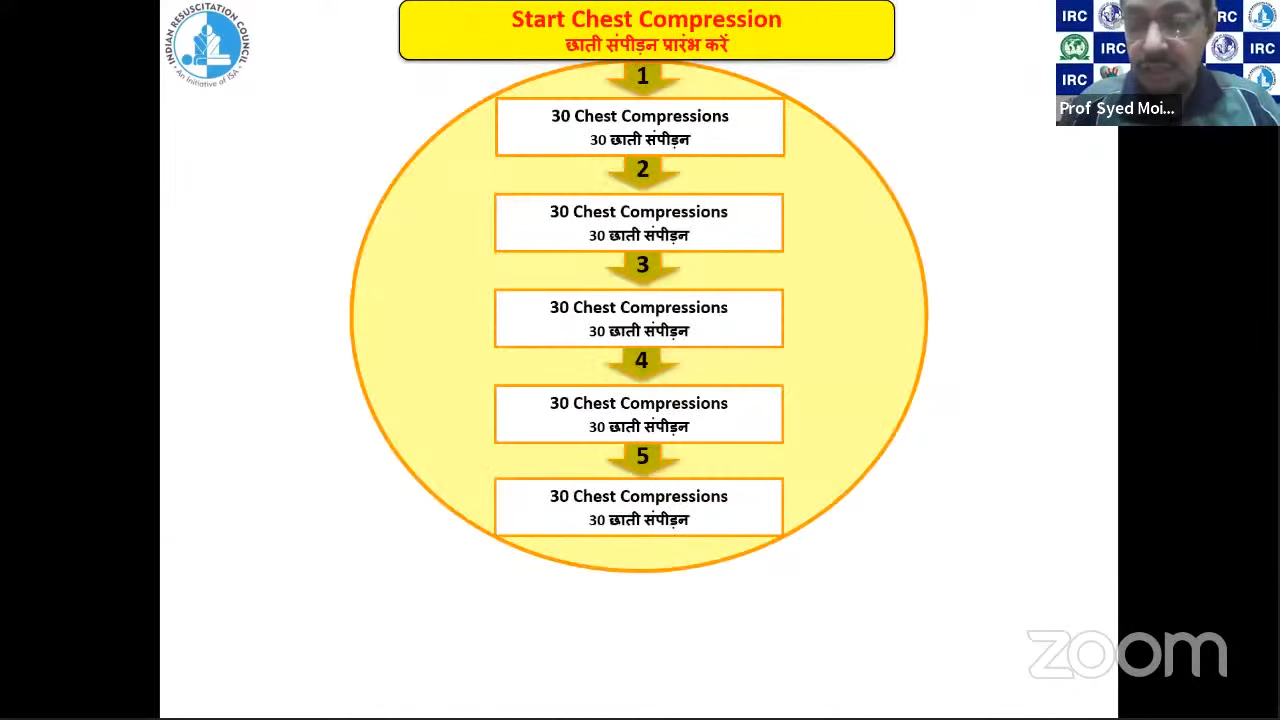 INDIAN RESUSCITATION COUNCIL
An Initiative of ISA
Start Chest Compression
छाती संपीड़न प्रारंभ करें
1
30 Chest Compressions
30 छाती संपीड़न
2
30 Chest Compressions
30 छाती संपीड़न
3
30 Chest Compressions
30 छाती संपीड़न
4
30 Chest Compressions
30 छाती संपीड़न
5
30 Chest Compressions
30 छाती संपीड़न
IRC
RC
IRC
IRC
IRC
Prof Syed Moi...
zoom